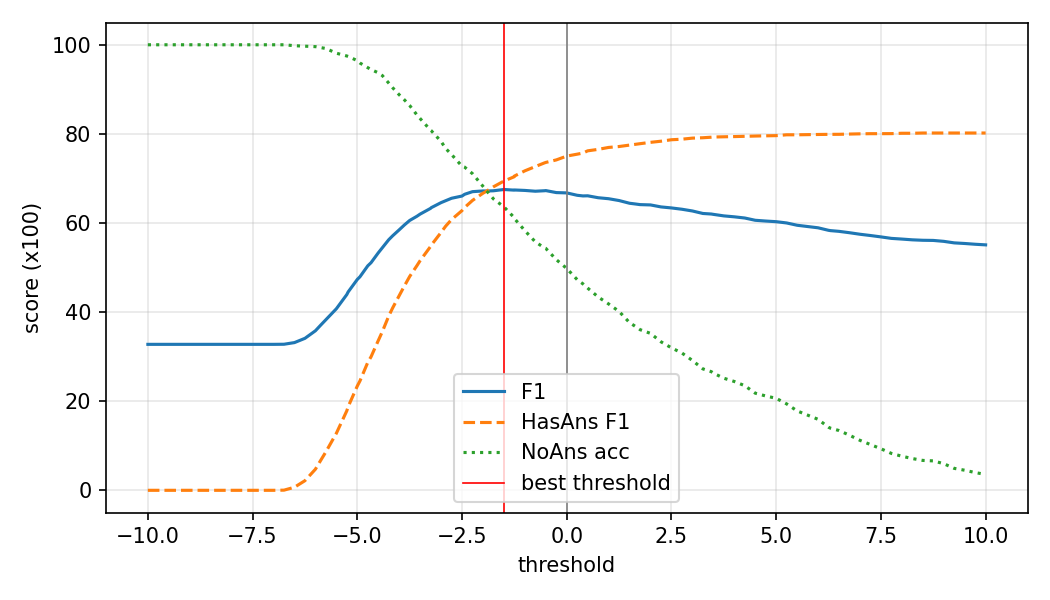 100
80
60
40
20
0
score (x100)
F1
HasAns F1
NoAns acc
best threshold
−10.0 −7.5 −5.0 −2.5 0.0 2.5 5.0 7.5 10.0
threshold